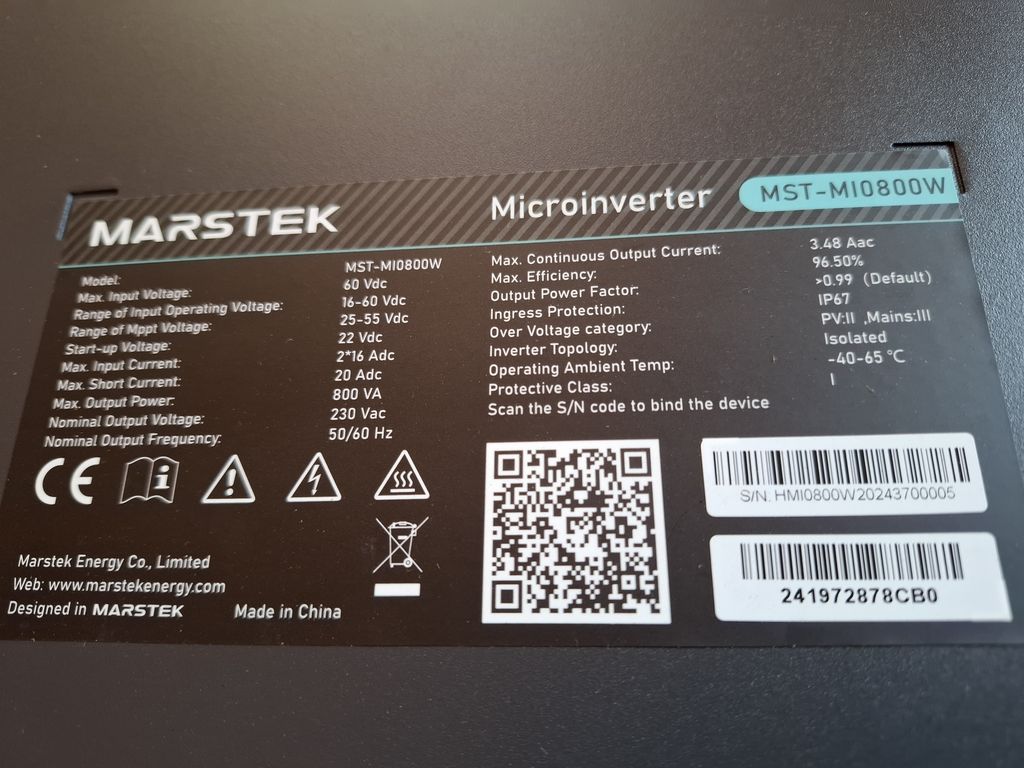 MARSTEK
Microinverter
MST-MI0800W
Model: MST-MI0800W
Max. Input Voltage: 60 Vdc
Range of Input Operating Voltage: 16-60 Vdc
Range of Mppt Voltage: 25-55 Vdc
Start-up Voltage: 22 Vdc
Max. Input Current: 2*16 Adc
Max. Short Current: 20 Adc
Max. Output Power: 800 VA
Nominal Output Voltage: 230 Vac
Nominal Output Frequency: 50/60 Hz
Max. Continuous Output Current: 3.48 Aac
Max. Efficiency: 96.50%
Output Power Factor: >0.99 (Default)
Ingress Protection: IP67
Over Voltage category: PV:II ,Mains:III
Inverter Topology: Isolated
Operating Ambient Temp: -40-65 ℃
Protective Class: I
Scan the S/N code to bind the device
CE
S/N: HMI0800W20243700005
241972878CB0
Marstek Energy Co., Limited
Web: www.marstekenergy.com
Designed in MARSTEK Made in China